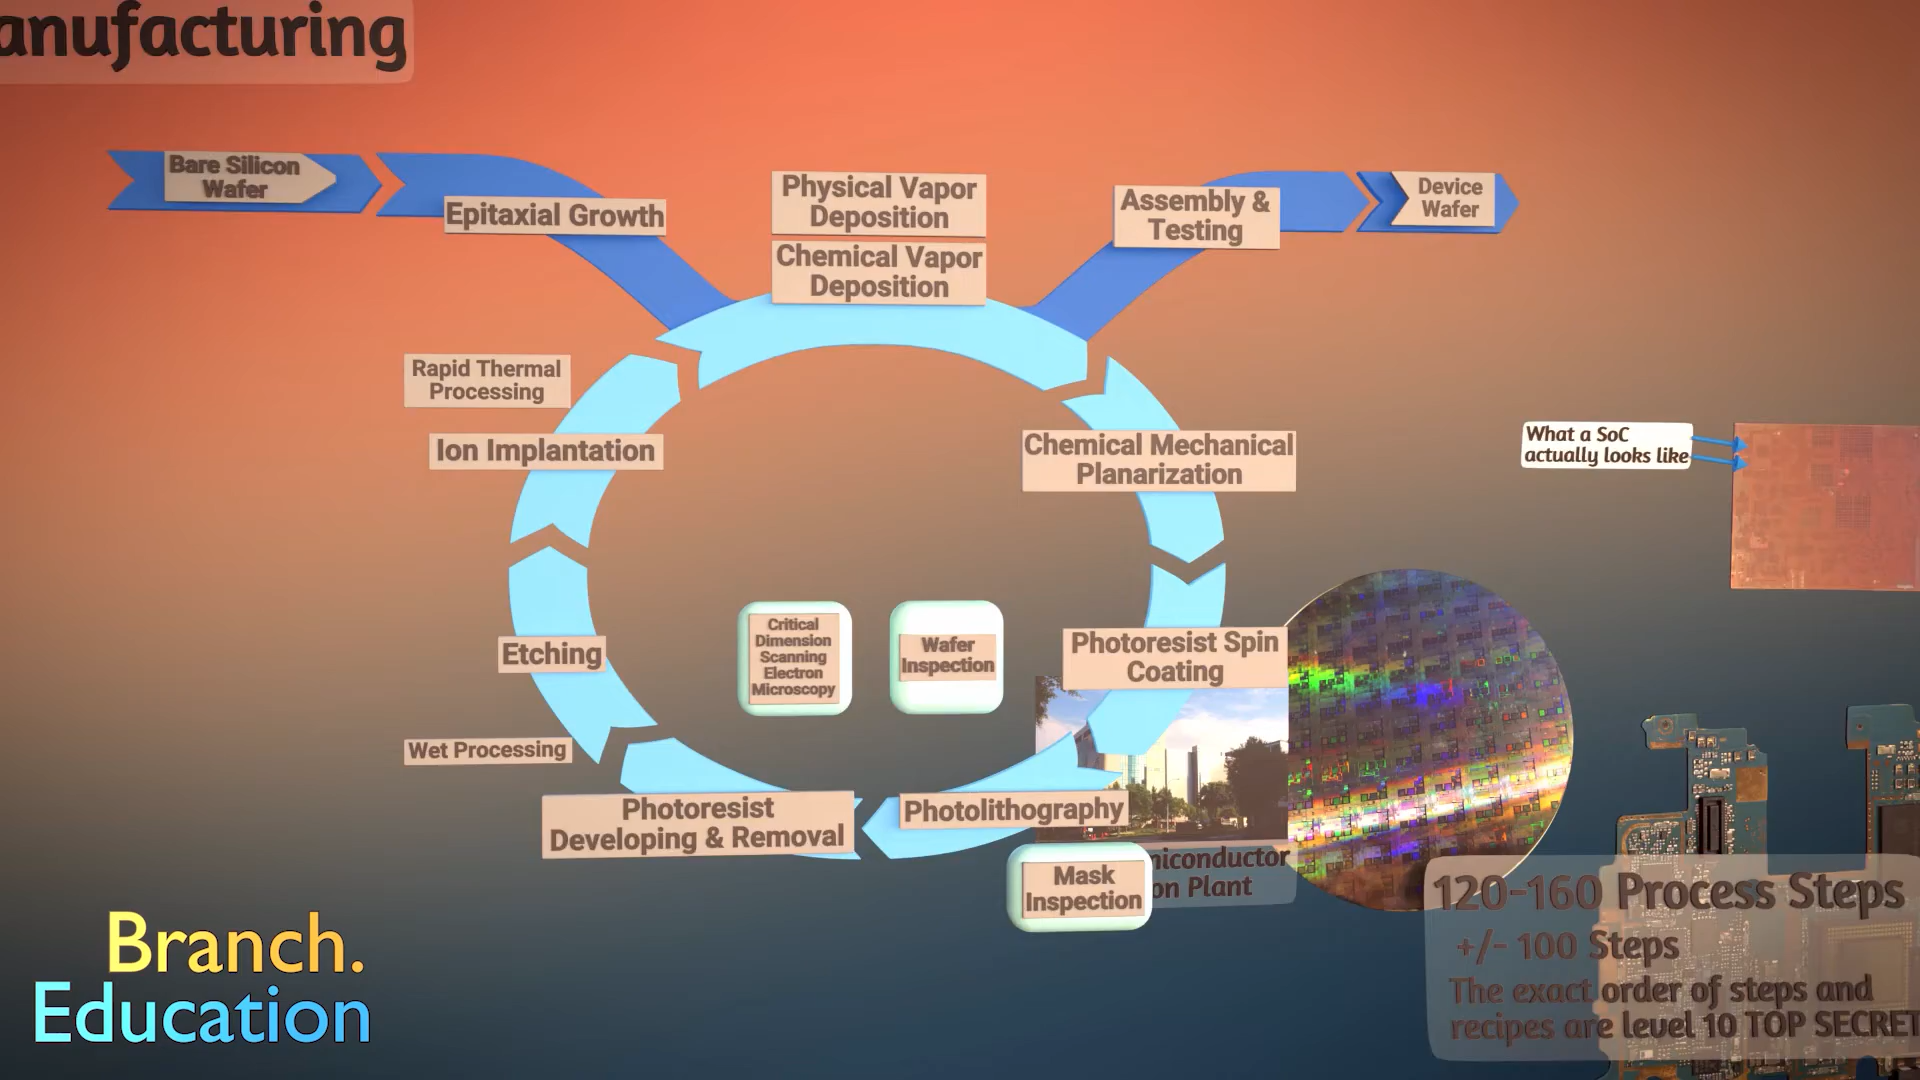 anufacturing
Bare Silicon
Wafer
Epitaxial Growth
Physical Vapor
Deposition
Chemical Vapor
Deposition
Assembly &
Testing
Device
Wafer
Rapid Thermal
Processing
Ion Implantation
Chemical Mechanical
Planarization
What a SoC
actually looks like
Etching
Critical
Dimension
Scanning
Electron
Microscopy
Wafer
Inspection
Photoresist Spin
Coating
Wet Processing
Photoresist
Developing & Removal
Photolithography
Mask
Inspection
niconductor
on Plant
120-160 Process Steps
+/- 100 Steps
The exact order of steps and
recipes are level 10 TOP SECRET
Branch.
Education